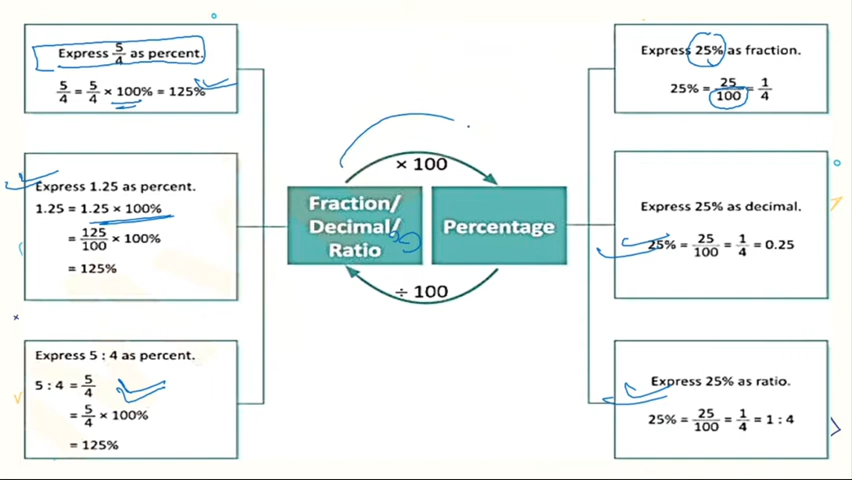 Express 5/4 as percent.
5/4 = 5/4 × 100% = 125%
Express 1.25 as percent.
1.25 = 1.25 × 100%
= 125/100 × 100%
= 125%
Express 5 : 4 as percent.
5 : 4 = 5/4
= 5/4 × 100%
= 125%
× 100
Fraction/
Decimal/
Ratio
Percentage
÷ 100
Express 25% as fraction.
25% = 25/100 = 1/4
Express 25% as decimal.
25% = 25/100 = 1/4 = 0.25
Express 25% as ratio.
25% = 25/100 = 1/4 = 1 : 4